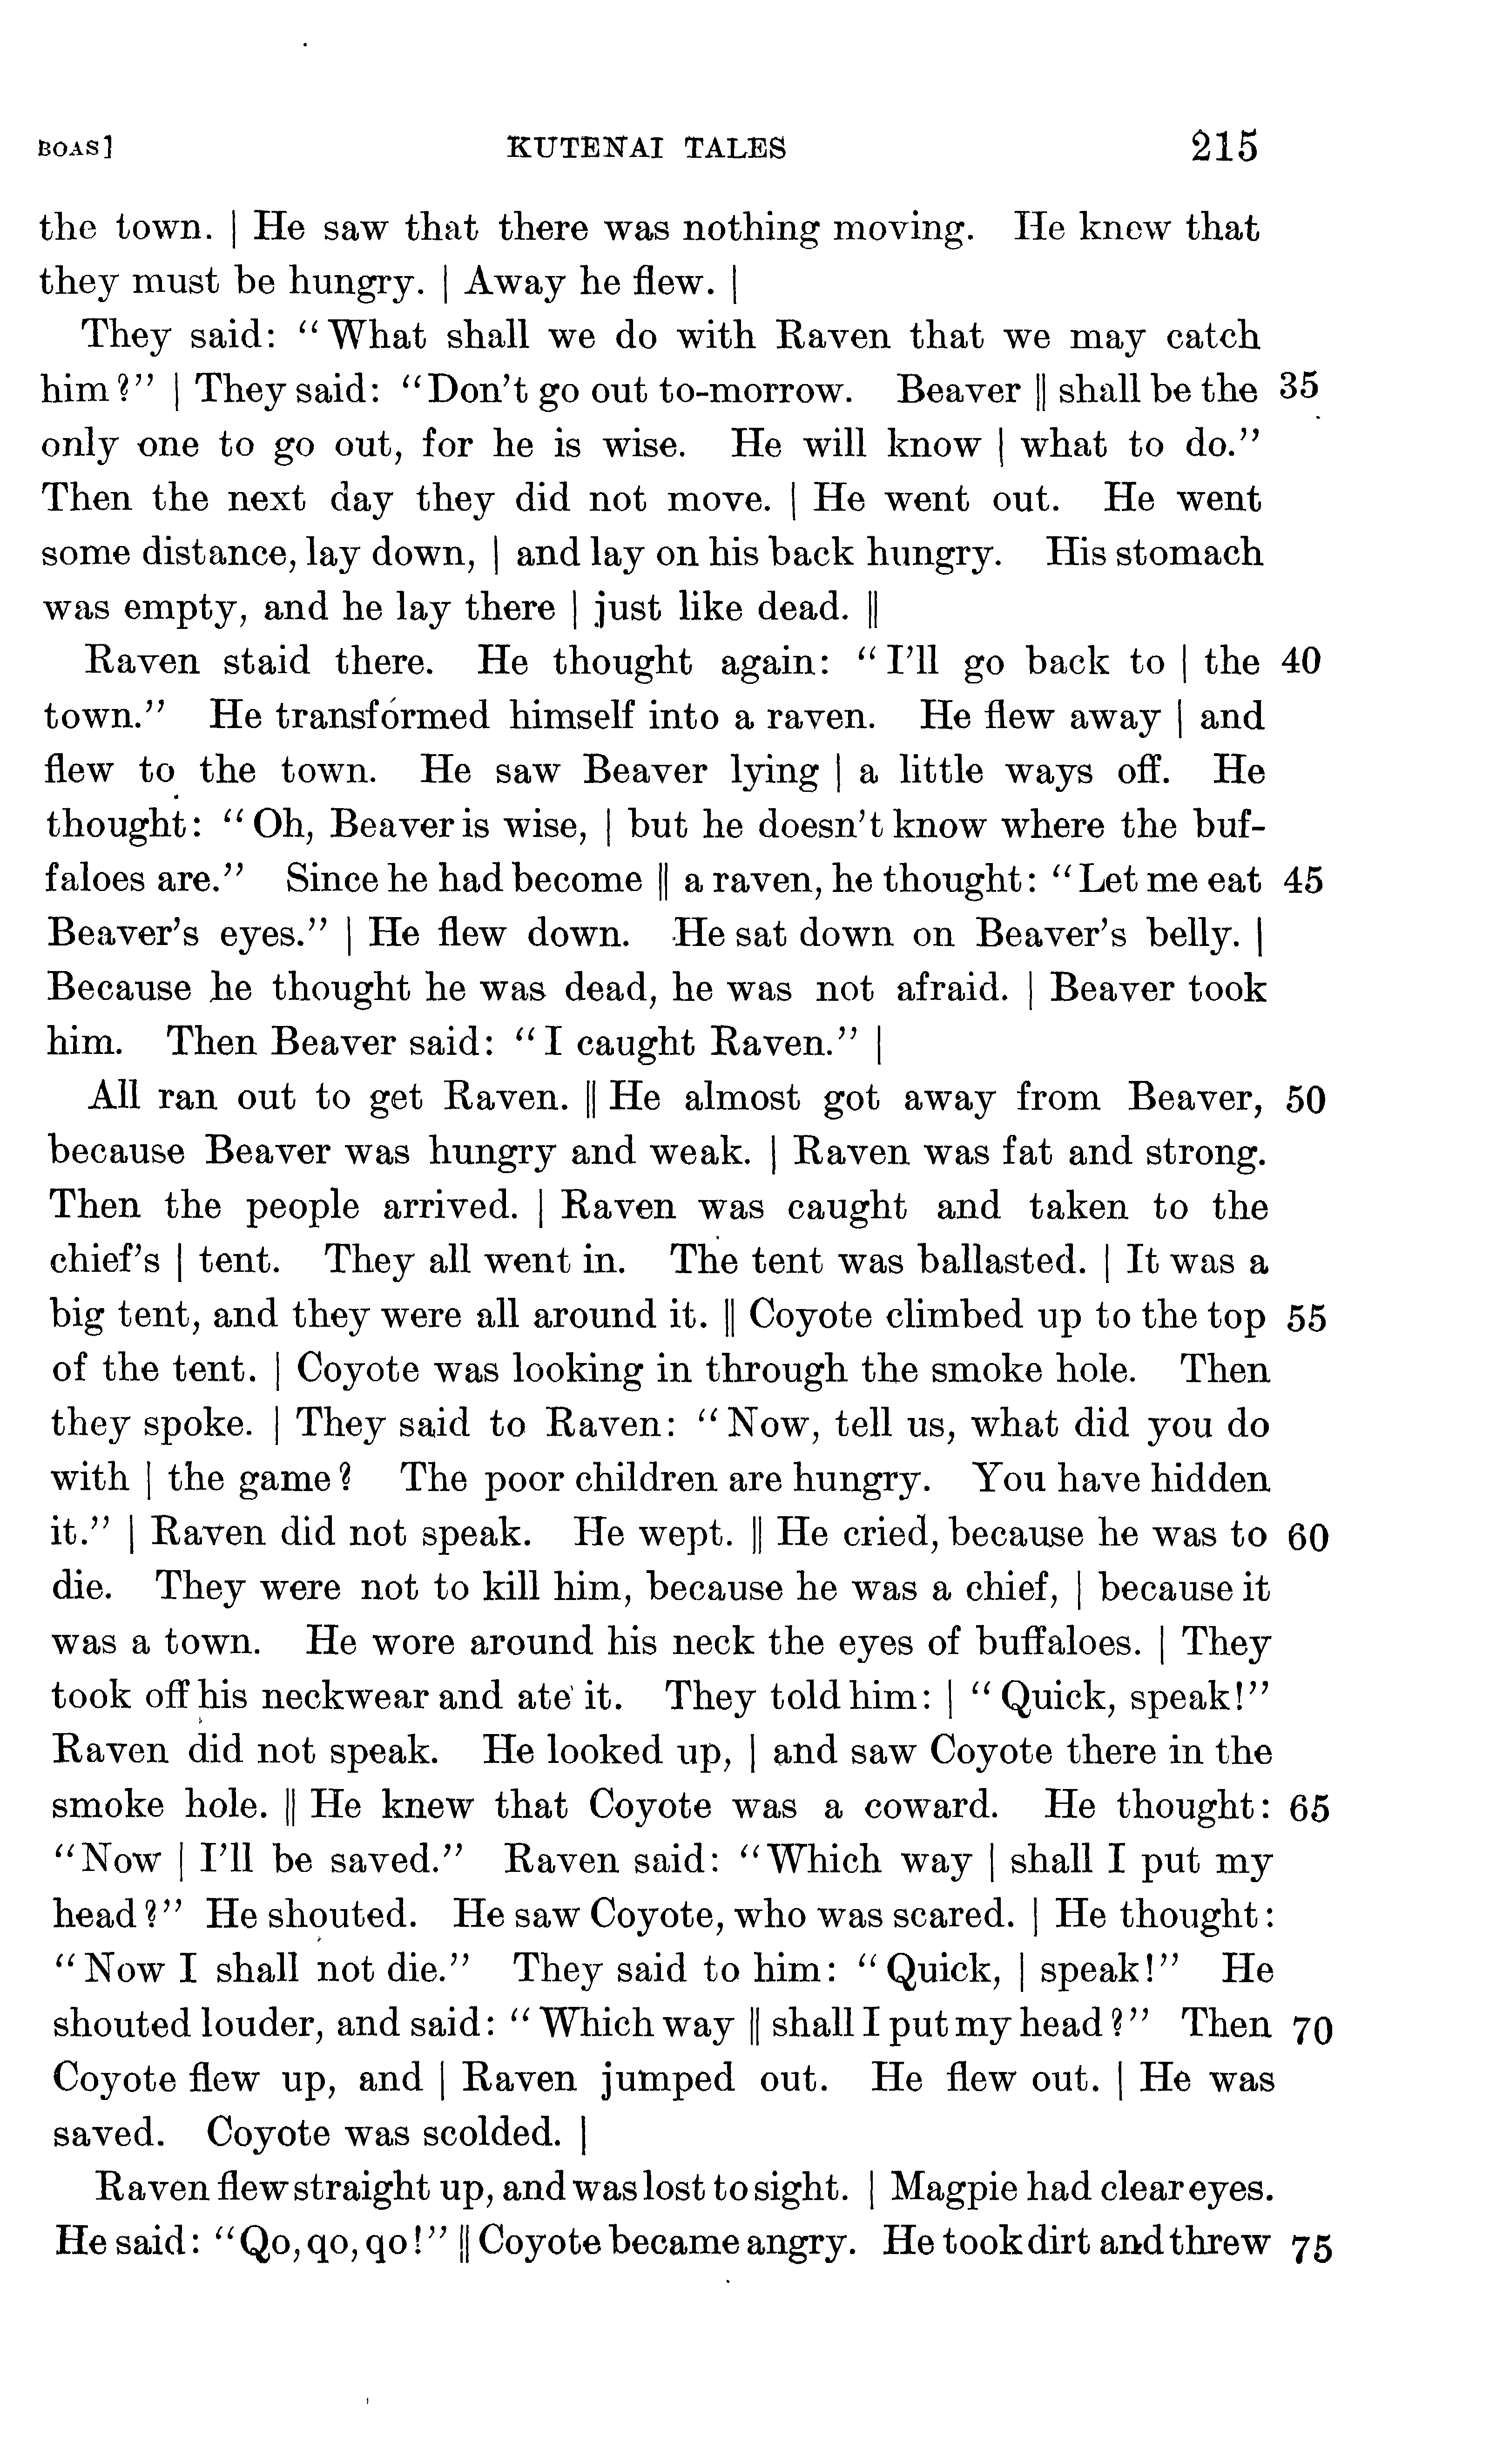 BOAS] KUTENAI TALES 215
the town. | He saw that there was nothing moving. He knew that
they must be hungry. | Away he flew. |
They said: “What shall we do with Raven that we may catch
him?” | They said: “Don’t go out to-morrow. Beaver || shall be the 35
only one to go out, for he is wise. He will know | what to do.”
Then the next day they did not move. | He went out. He went
some distance, lay down, | and lay on his back hungry. His stomach
was empty, and he lay there | just like dead. ||
Raven staid there. He thought again: “I’ll go back to | the 40
town.” He transformed himself into a raven. He flew away | and
flew to the town. He saw Beaver lying | a little ways off. He
thought: “Oh, Beaver is wise, | but he doesn’t know where the buf-
faloes are.” Since he had become || a raven, he thought: “Let me eat 45
Beaver’s eyes.” | He flew down. He sat down on Beaver’s belly. |
Because he thought he was dead, he was not afraid. | Beaver took
him. Then Beaver said: “I caught Raven.” |
All ran out to get Raven. || He almost got away from Beaver, 50
because Beaver was hungry and weak. | Raven was fat and strong.
Then the people arrived. | Raven was caught and taken to the
chief’s | tent. They all went in. The tent was ballasted. | It was a
big tent, and they were all around it. || Coyote climbed up to the top 55
of the tent. | Coyote was looking in through the smoke hole. Then
they spoke. | They said to Raven: “Now, tell us, what did you do
with | the game? The poor children are hungry. You have hidden
it.” | Raven did not speak. He wept. || He cried, because he was to 60
die. They were not to kill him, because he was a chief, | because it
was a town. He wore around his neck the eyes of buffaloes. | They
took off his neckwear and ate it. They told him: | “Quick, speak!”
Raven did not speak. He looked up, | and saw Coyote there in the
smoke hole. || He knew that Coyote was a coward. He thought: 65
“Now | I’ll be saved.” Raven said: “Which way | shall I put my
head?” He shouted. He saw Coyote, who was scared. | He thought:
“Now I shall not die.” They said to him: “Quick, | speak!” He
shouted louder, and said: “Which way || shall I put my head?” Then 70
Coyote flew up, and | Raven jumped out. He flew out. | He was
saved. Coyote was scolded. |
Raven flew straight up, and was lost to sight. | Magpie had clear eyes.
He said: “Qo, qo, qo!” || Coyote became angry. He took dirt and threw 75